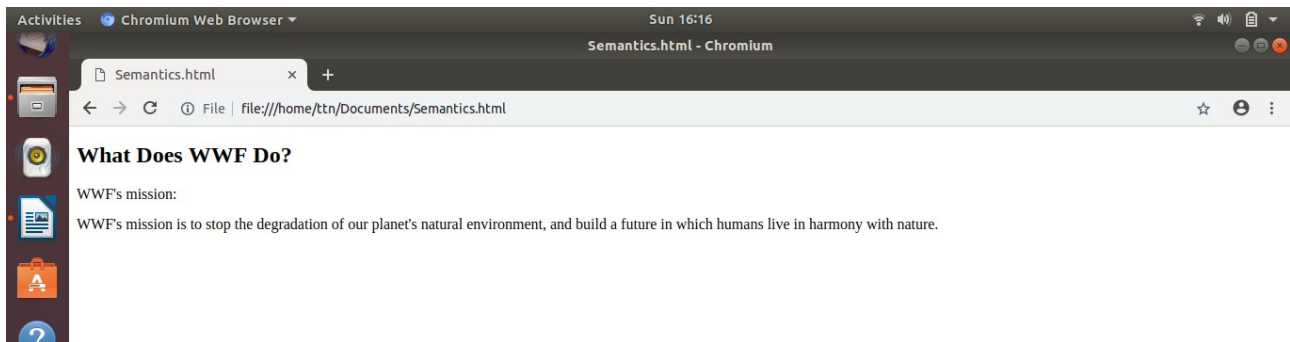 Activities Chromium Web Browser Sun 16:16
Semantics.html - Chromium
Semantics.html × +
File | file:///home/ttn/Documents/Semantics.html
What Does WWF Do?
WWF's mission:
WWF's mission is to stop the degradation of our planet's natural environment, and build a future in which humans live in harmony with nature.